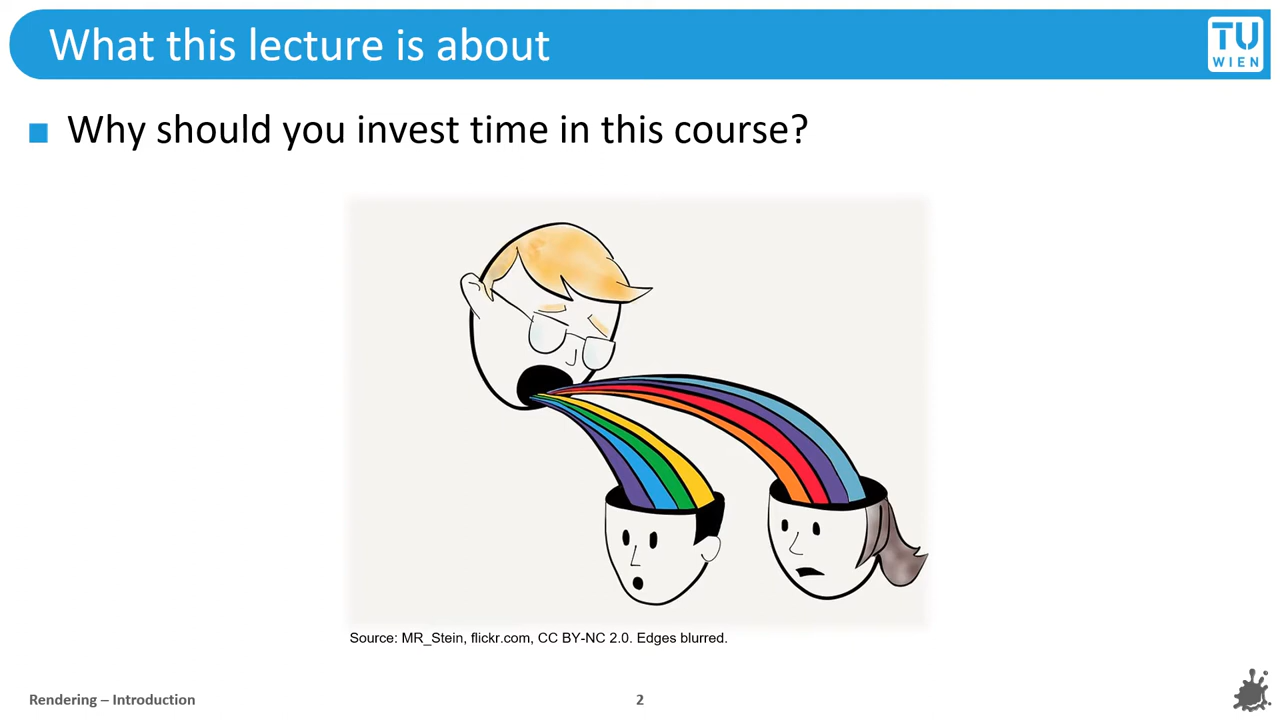 What this lecture is about
TU
WIEN
Why should you invest time in this course?
Source: MR_Stein, flickr.com, CC BY-NC 2.0. Edges blurred.
Rendering – Introduction
2